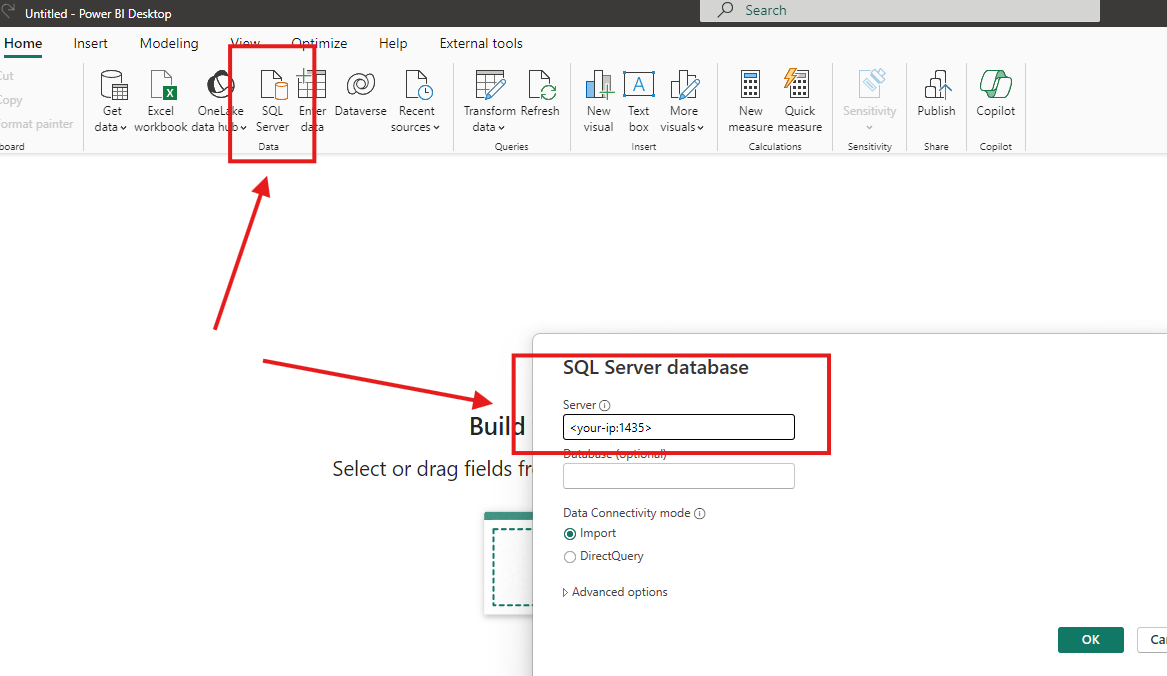 Untitled - Power BI Desktop
Search
Home Insert Modeling View Optimize Help External tools
Cut
Copy
Format painter
Get data
Excel workbook
OneLake data hub
SQL Server
Enter data
Dataverse
Recent sources
Transform data
Refresh
New visual
Text box
A
More visuals
New measure
Quick measure
Sensitivity
Publish
Copilot
board
Data
Queries
Insert
Calculations
Sensitivity
Share
Copilot
Build
Select or drag fields fr
SQL Server database
Server
<your-ip:1435>
Database (optional)
Data Connectivity mode
Import
DirectQuery
Advanced options
OK
Ca